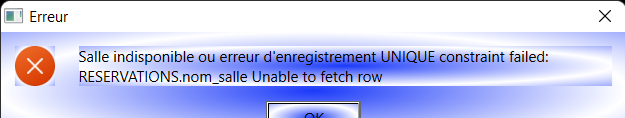 Erreur
Salle indisponible ou erreur d'enregistrement UNIQUE constraint failed:
RESERVATIONS.nom_salle Unable to fetch row
OK